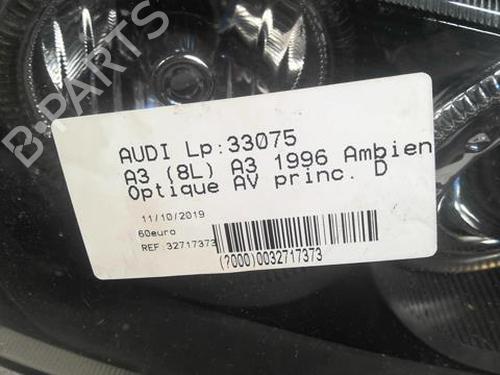 B-PARTS
AUDI Lp:33075
A3 (8L) A3 1996 Ambien
Optique AV princ. D
11/10/2019
60euro
REF:32717373
(?000)0032717373